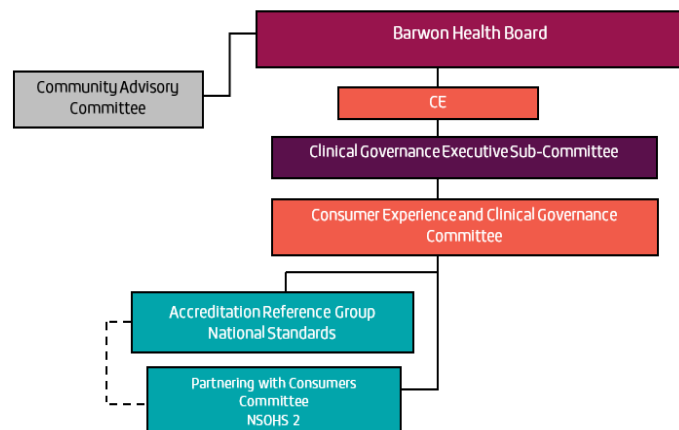 Barwon Health Board
Community Advisory
Committee
CE
Clinical Governance Executive Sub-Committee
Consumer Experience and Clinical Governance
Committee
Accreditation Reference Group
National Standards
Partnering with Consumers
Committee
NSOHS 2